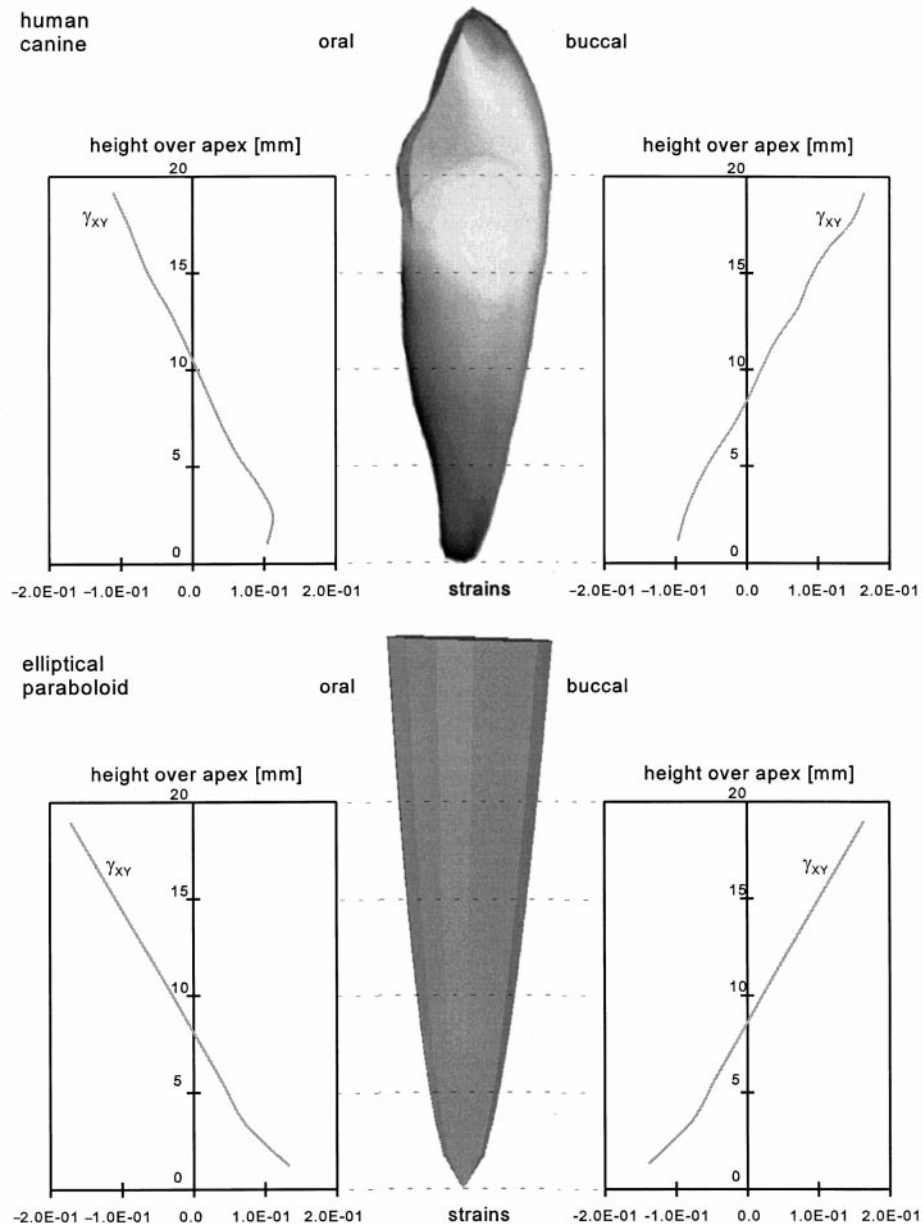 human
canine
oral buccal
height over apex [mm] height over apex [mm]
20 20
γXY γXY
15 15
10 10
5 5
0 0
−2.0E-01 −1.0E-01 0.0 1.0E-01 2.0E-01 strains −2.0E-01 −1.0E-01 0.0 1.0E-01 2.0E-01
elliptical
paraboloid
oral buccal
height over apex [mm] height over apex [mm]
20 20
γXY γXY
15 15
10 10
5 5
0 0
−2.0E-01 −1.0E-01 0.0 1.0E-01 2.0E-01 strains −2.0E-01 −1.0E-01 0.0 1.0E-01 2.0E-01